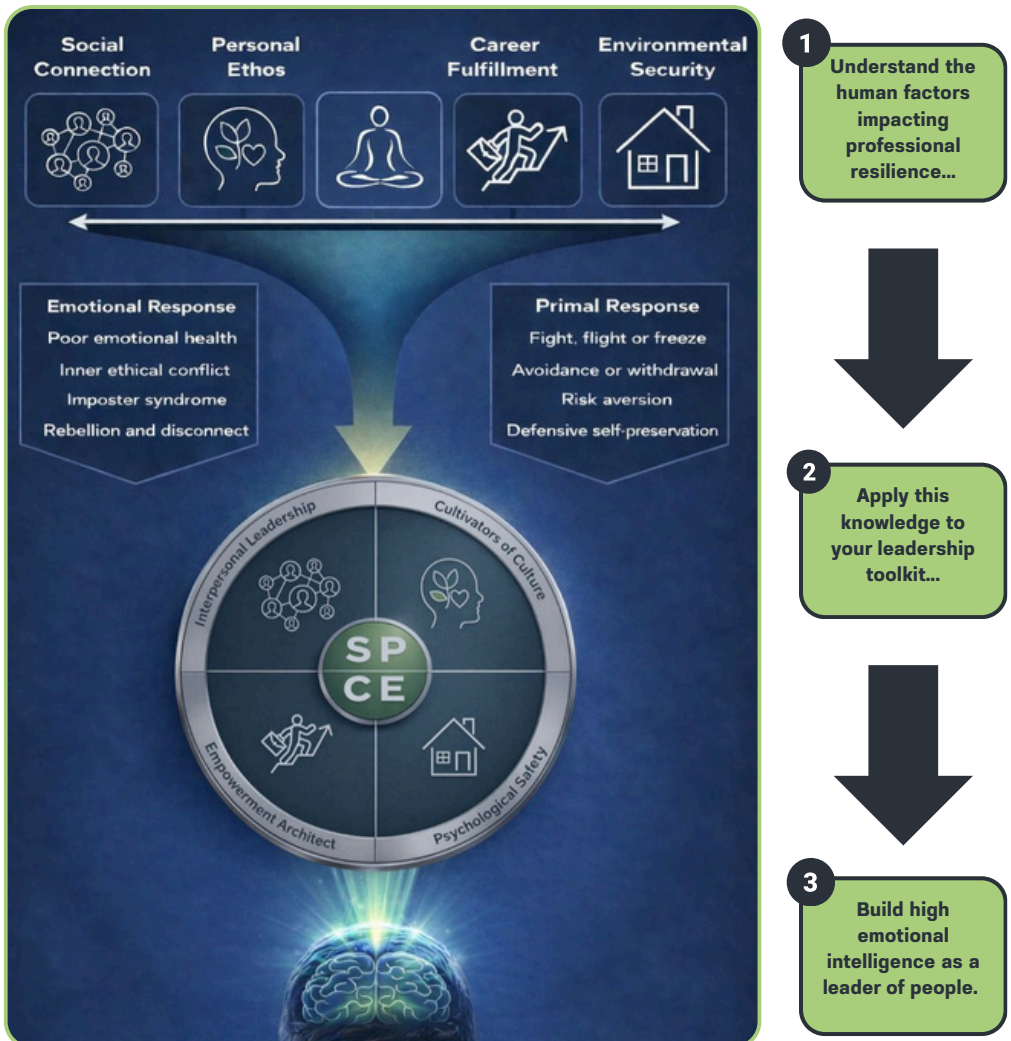 Social
Connection
Personal
Ethos
Career
Fulfillment
Environmental
Security
Emotional Response
Poor emotional health
Inner ethical conflict
Imposter syndrome
Rebellion and disconnect
Primal Response
Fight, flight or freeze
Avoidance or withdrawal
Risk aversion
Defensive self-preservation
Interpersonal Leadership
Cultivators of Culture
SP
CE
Empowerment Architect
Psychological Safety
1
Understand the
human factors
impacting
professional
resilience...
2
Apply this
knowledge to
your leadership
toolkit...
3
Build high
emotional
intelligence as a
leader of people.